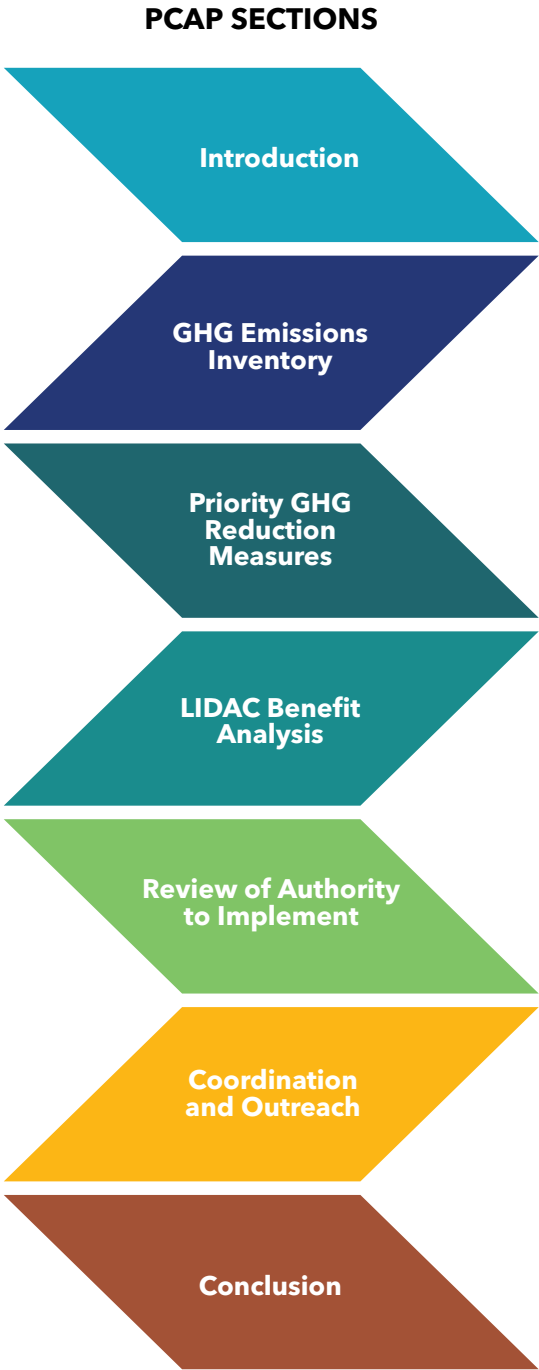 PCAP SECTIONS
Introduction
GHG Emissions
Inventory
Priority GHG
Reduction
Measures
LIDAC Benefit
Analysis
Review of Authority
to Implement
Coordination
and Outreach
Conclusion